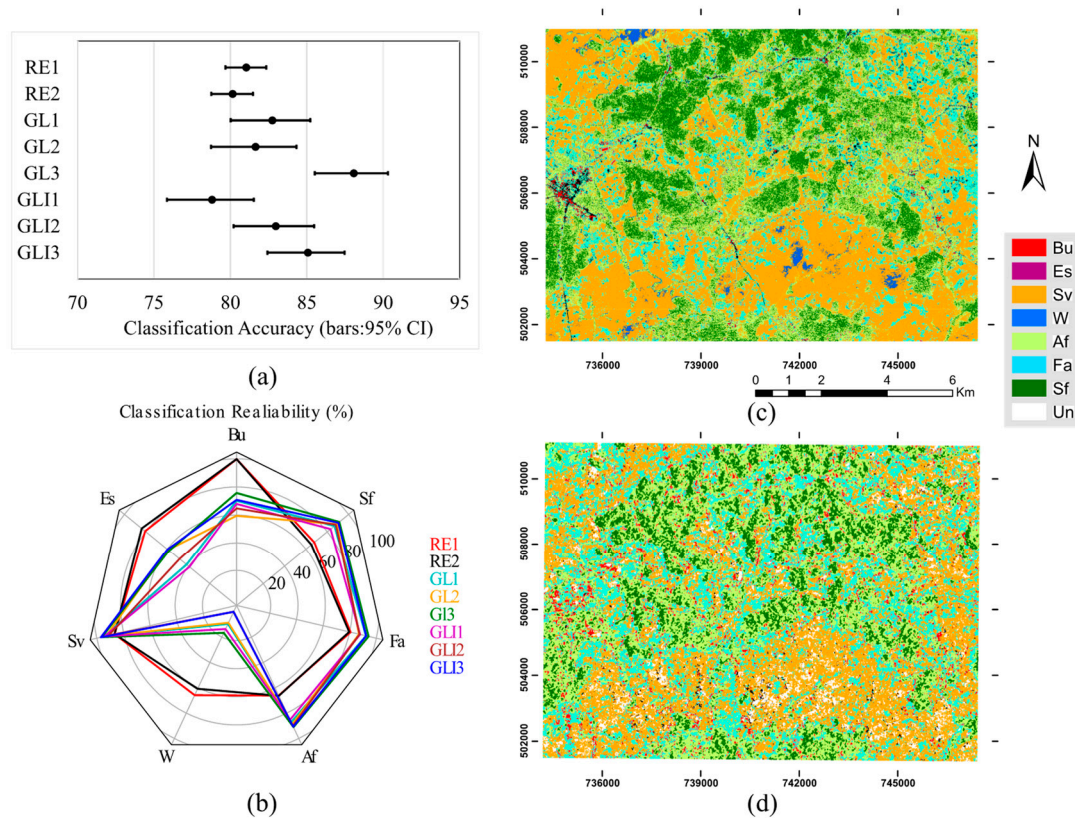 RE1
RE2
GL1
GL2
GL3
GLI1
GLI2
GLI3
70 75 80 85 90 95
Classification Accuracy (bars:95% CI)
(a)
Classification Realiability (%)
Bu
Es
Sf
Sv
Fa
W
Af
20
40
60
80
100
RE1
RE2
GL1
GL2
Gl3
GLI1
GLI2
GLI3
(b)
510000
508000
506000
504000
502000
736000 739000 742000 745000
0 1 2 4 6
Km
(c)
N
Bu
Es
Sv
W
Af
Fa
Sf
Un
510000
508000
506000
504000
502000
736000 739000 742000 745000
(d)